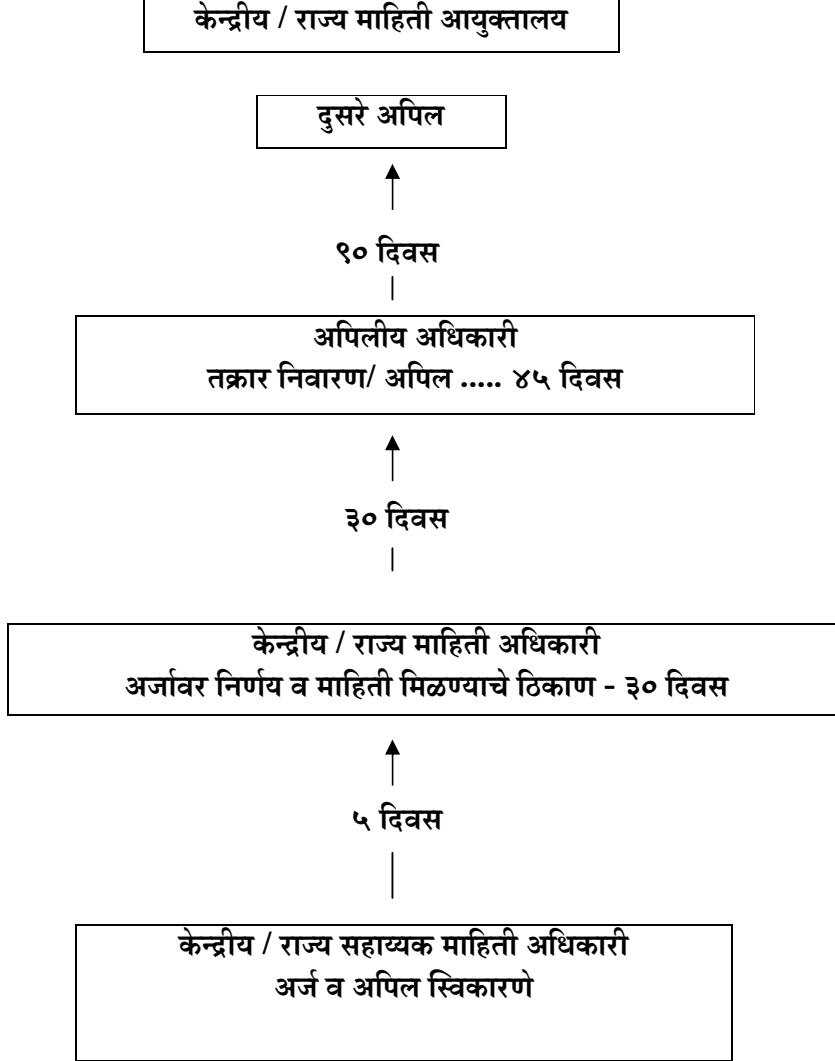 केन्द्रीय / राज्य माहिती आयुक्तालय
दुसरे अपिल
९० दिवस
अपिलीय अधिकारी
तक्रार निवारण/ अपिल ..... ४५ दिवस
३० दिवस
केन्द्रीय / राज्य माहिती अधिकारी
अर्जावर निर्णय व माहिती मिळण्याचे ठिकाण - ३० दिवस
५ दिवस
केन्द्रीय / राज्य सहाय्यक माहिती अधिकारी
अर्ज व अपिल स्विकारणे